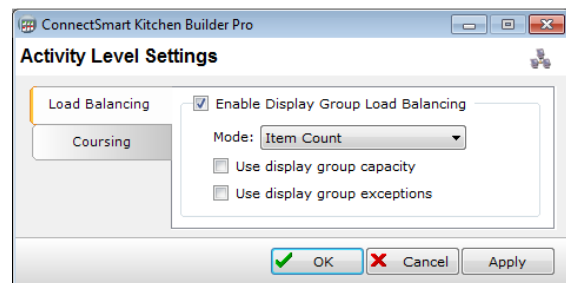 ConnectSmart Kitchen Builder Pro
Activity Level Settings
Load Balancing
Enable Display Group Load Balancing
Coursing
Mode: Item Count
Use display group capacity
Use display group exceptions
OK Cancel Apply